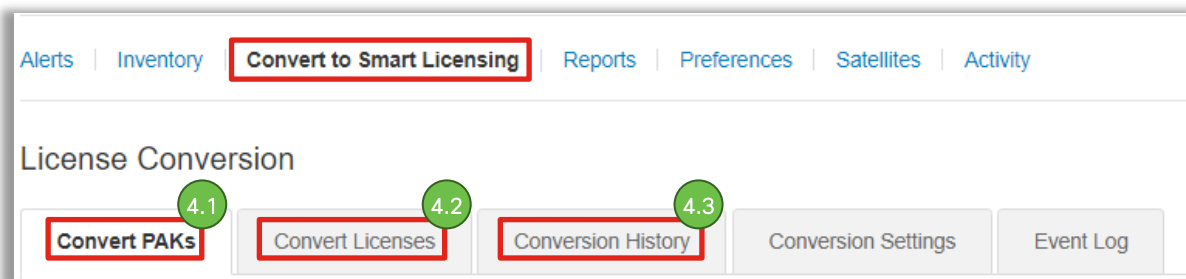 Alerts Inventory Convert to Smart Licensing Reports Preferences Satellites Activity
License Conversion
4.1 4.2 4.3
Convert PAKs Convert Licenses Conversion History Conversion Settings Event Log